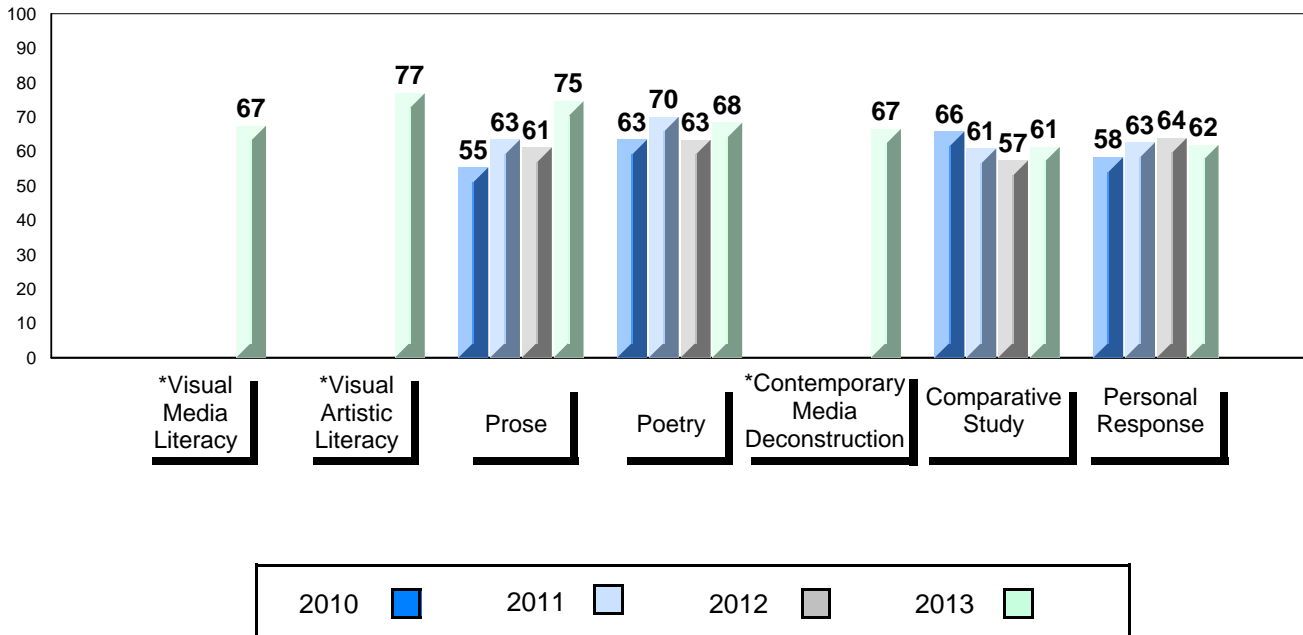 100
90
80
70
60
50
40
30
20
10
0
67
77
55
63
61
75
63
70
63
68
67
66
61
57
61
58
63
64
62
*Visual
Media
Literacy
*Visual
Artistic
Literacy
Prose
Poetry
*Contemporary
Media
Deconstruction
Comparative
Study
Personal
Response
2010 2011 2012 2013